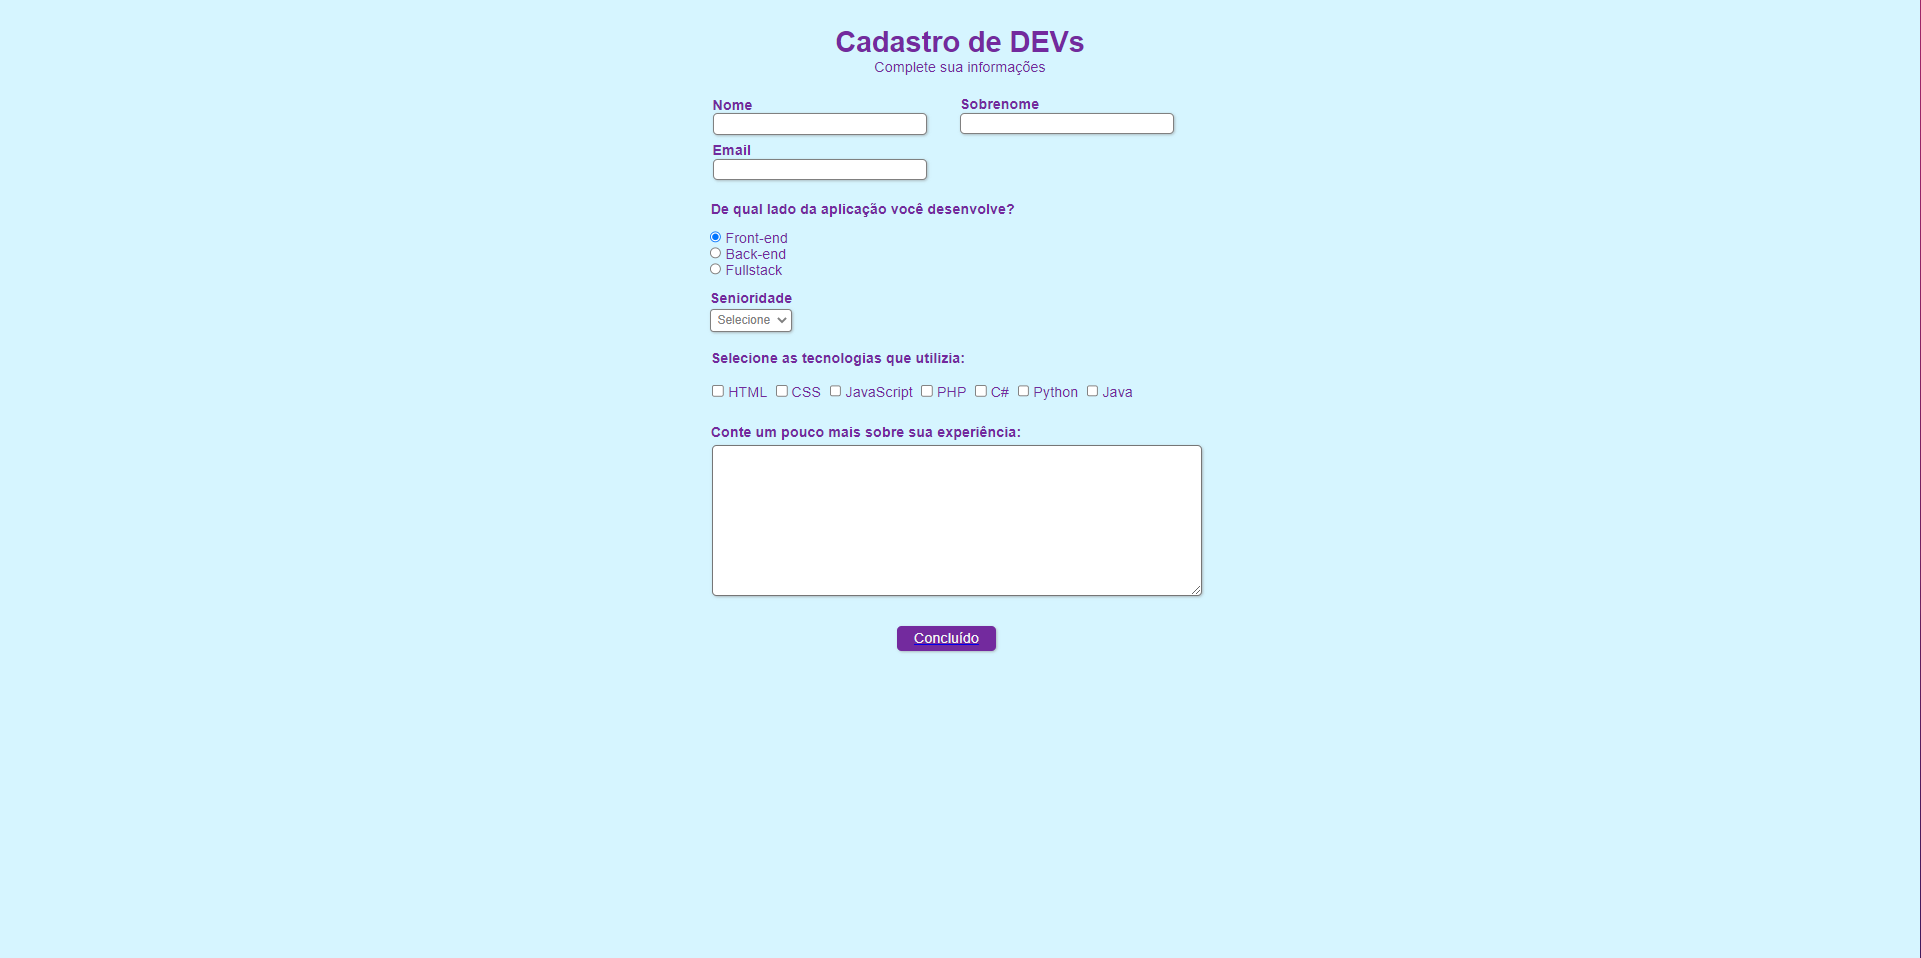 Cadastro de DEVs
Complete sua informações
Nome Sobrenome
Email
De qual lado da aplicação você desenvolve?
Front-end
Back-end
Fullstack
Senioridade
Selecione
Selecione as tecnologias que utilizia:
HTML CSS JavaScript PHP C# Python Java
Conte um pouco mais sobre sua experiência:
Concluído